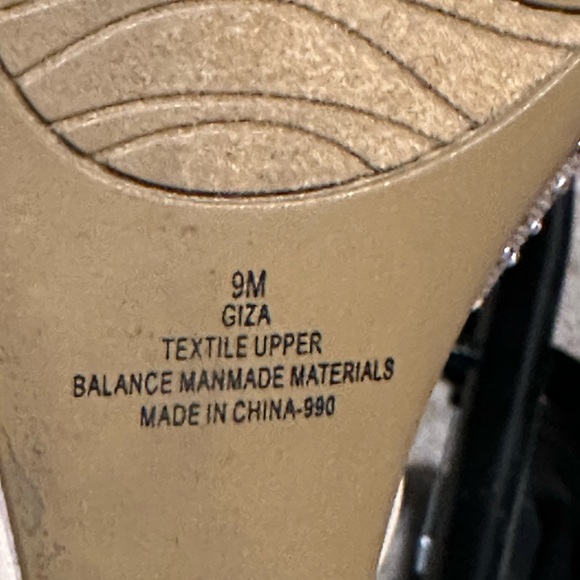 9M
GIZA
TEXTILE UPPER
BALANCE MANMADE MATERIALS
MADE IN CHINA-990